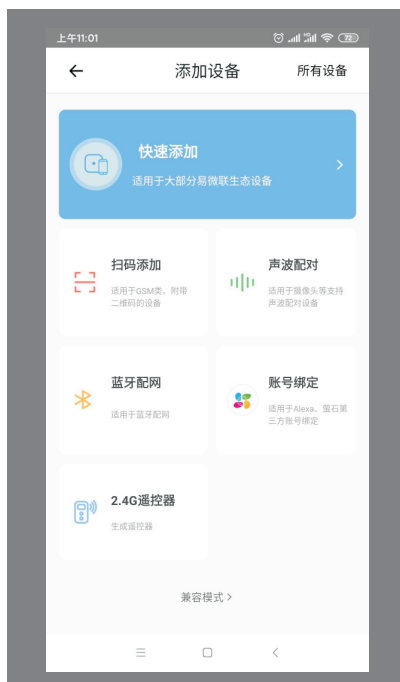 上午11:01
72
添加设备
所有设备
快速添加
适用于大部分易微联生态设备
扫码添加
适用于GSM类、附带
二维码的设备
声波配对
适用于摄像头等支持
声波配对设备
蓝牙配网
适用于蓝牙配网
账号绑定
适用于Alexa、萤石第
三方账号绑定
2.4G遥控器
生成遥控器
兼容模式